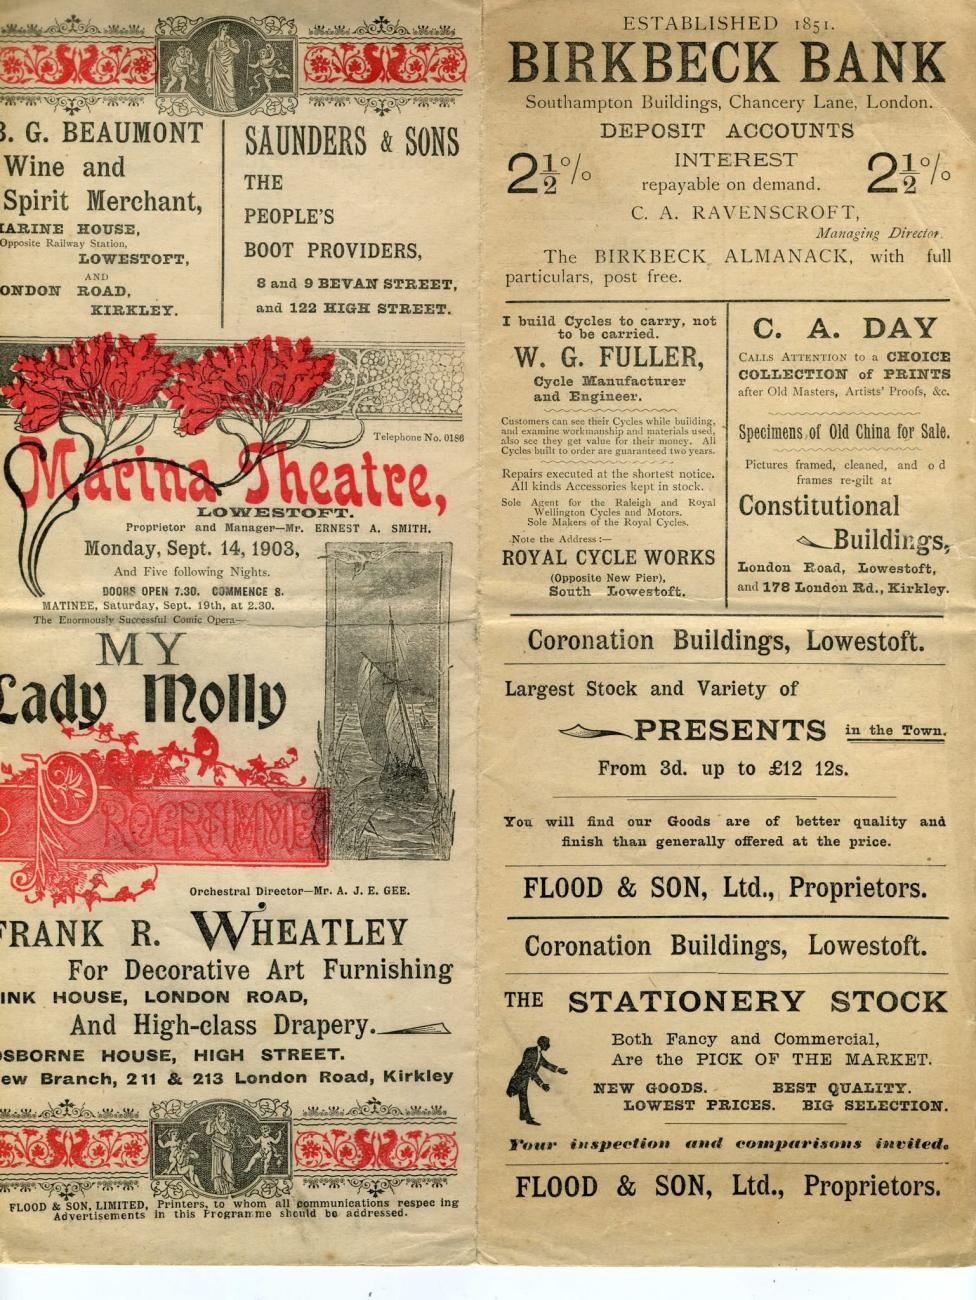 B. G. BEAUMONT
Wine and
Spirit Merchant,
MARINE HOUSE,
Opposite Railway Station,
LOWESTOFT,
AND
LONDON ROAD,
KIRKLEY.
SAUNDERS & SONS
THE
PEOPLE'S
BOOT PROVIDERS,
8 and 9 BEVAN STREET,
and 122 HIGH STREET.
Telephone No. 0186
Marina Theatre,
LOWESTOFT.
Proprietor and Manager—Mr. ERNEST A. SMITH.
Monday, Sept. 14, 1903,
And Five following Nights.
DOORS OPEN 7.30. COMMENCE 8.
MATINEE, Saturday, Sept. 19th, at 2.30.
The Enormously Successful Comic Opera—
MY
Lady Molly
PROGRAMME
Orchestral Director—Mr. A. J. E. GEE.
FRANK R. WHEATLEY
For Decorative Art Furnishing
INK HOUSE, LONDON ROAD,
And High-class Drapery.
OSBORNE HOUSE, HIGH STREET.
ew Branch, 211 & 213 London Road, Kirkley
FLOOD & SON, LIMITED, Printers, to whom all communications respec ing
Advertisements in this Programme should be addressed.
ESTABLISHED 1851.
BIRKBECK BANK
Southampton Buildings, Chancery Lane, London.
DEPOSIT ACCOUNTS
2½% INTEREST 2½%
repayable on demand.
C. A. RAVENSCROFT,
Managing Director.
The BIRKBECK ALMANACK, with full
particulars, post free.
I build Cycles to carry, not
to be carried.
W. G. FULLER,
Cycle Manufacturer
and Engineer.
Customers can see their Cycles while building,
and examine workmanship and materials used,
also see they get value for their money. All
Cycles built to order are guaranteed two years.
Repairs executed at the shortest notice.
All kinds Accessories kept in stock.
Sole Agent for the Raleigh and Royal
Wellington Cycles and Motors.
Sole Makers of the Royal Cycles.
Note the Address:—
ROYAL CYCLE WORKS
(Opposite New Pier),
South Lowestoft.
C. A. DAY
CALLS ATTENTION to a CHOICE
COLLECTION of PRINTS
after Old Masters, Artists' Proofs, &c.
Specimens of Old China for Sale.
Pictures framed, cleaned, and o d
frames re-gilt at
Constitutional
Buildings,
London Road, Lowestoft,
and 178 London Rd., Kirkley.
Coronation Buildings, Lowestoft.
Largest Stock and Variety of
PRESENTS in the Town.
From 3d. up to £12 12s.
You will find our Goods are of better quality and
finish than generally offered at the price.
FLOOD & SON, Ltd., Proprietors.
Coronation Buildings, Lowestoft.
THE STATIONERY STOCK
Both Fancy and Commercial,
Are the PICK OF THE MARKET.
NEW GOODS. BEST QUALITY.
LOWEST PRICES. BIG SELECTION.
Your inspection and comparisons invited.
FLOOD & SON, Ltd., Proprietors.